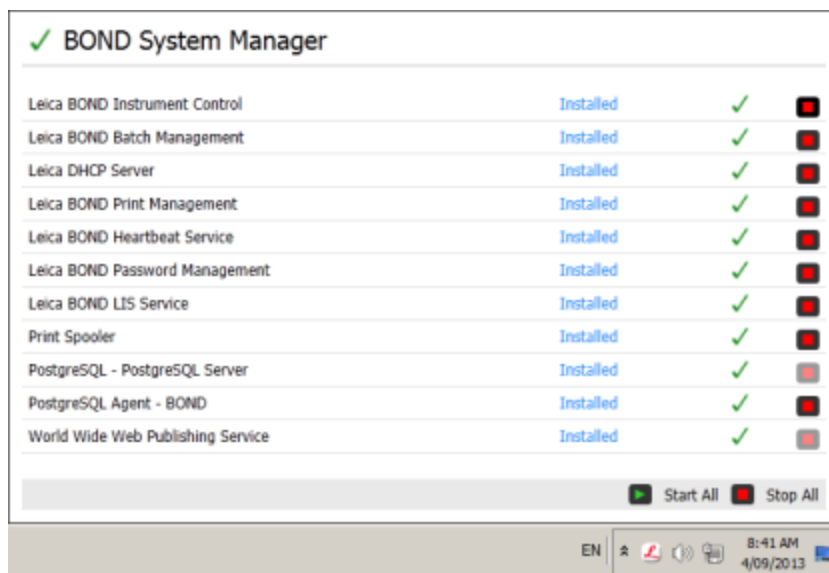 BOND System Manager
Leica BOND Instrument Control Installed
Leica BOND Batch Management Installed
Leica DHCP Server Installed
Leica BOND Print Management Installed
Leica BOND Heartbeat Service Installed
Leica BOND Password Management Installed
Leica BOND LIS Service Installed
Print Spooler Installed
PostgreSQL - PostgreSQL Server Installed
PostgreSQL Agent - BOND Installed
World Wide Web Publishing Service Installed
Start All Stop All
EN 8:41 AM
4/09/2013